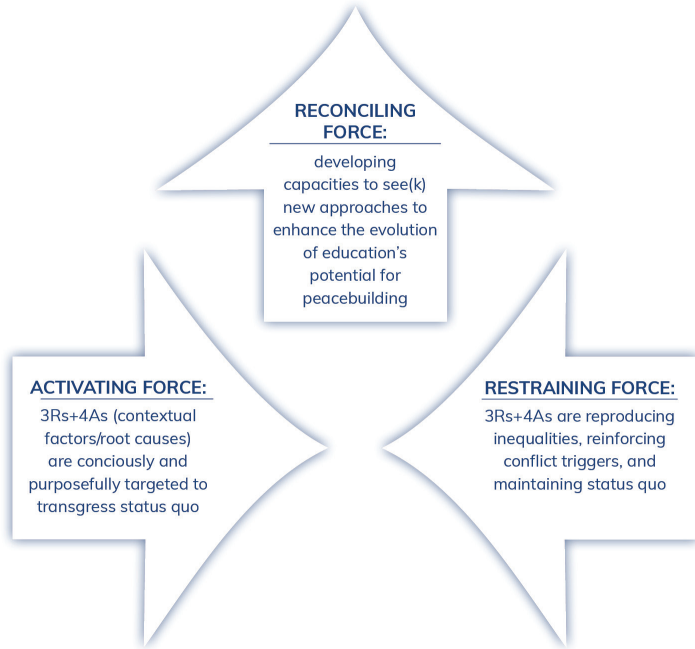 RECONCILING
FORCE:
developing
capacities to see(k)
new approaches to
enhance the evolution
of education's
potential for
peacebuilding
ACTIVATING FORCE:
3Rs+4As (contextual
factors/root causes)
are conciously and
purposefully targeted to
transgress status quo
RESTRAINING FORCE:
3Rs+4As are reproducing
inequalities, reinforcing
conflict triggers, and
maintaining status quo